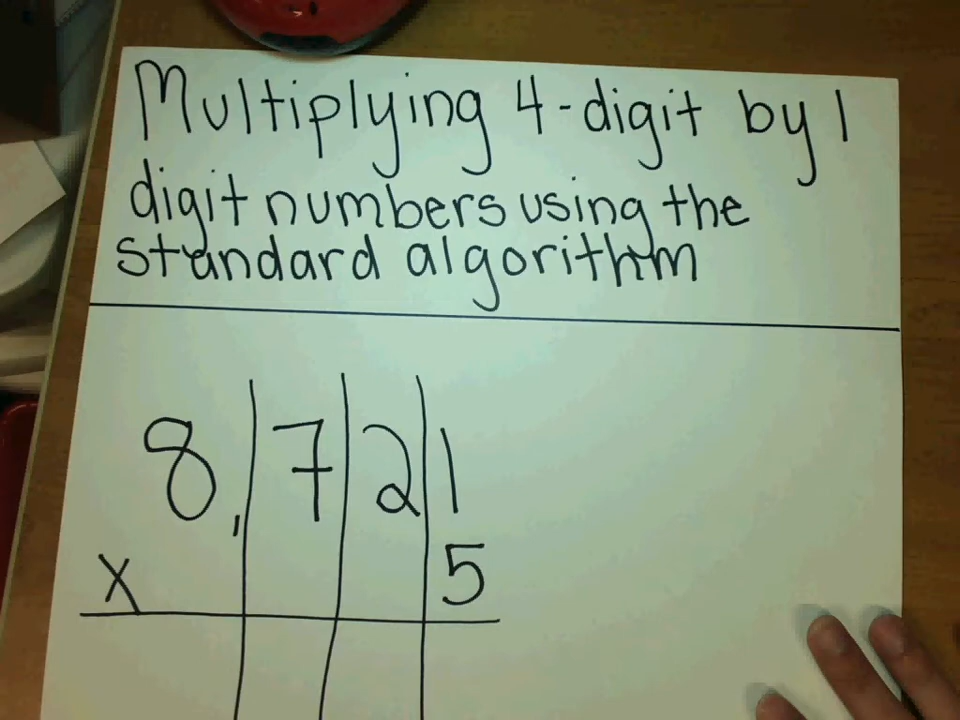 Multiplying 4-digit by 1
digit numbers using the
standard algorithm
8,721
x 5